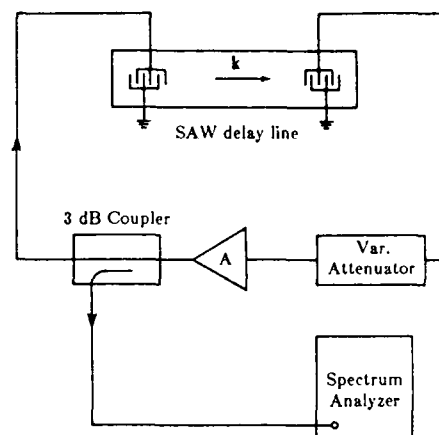 k
SAW delay line
3 dB Coupler
A
Var.
Attenuator
Spectrum
Analyzer